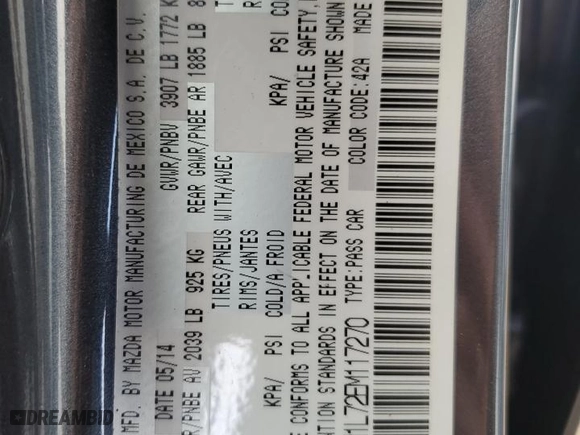 MFD. BY MAZDA MOTOR MANUFACTURING DE MEXICO S.A. DE C.V.
DATE 05/14 GVWR/PNBV 3907 LB 1772 K
R/PNBE AV 2039 LB 925 KG REAR GAWR/PNBE AR 1885 LB 8
TIRES/PNEUS WITH/AVEC
RIMS/JANTES
KPA/ PSI COLD/A FROID KPA/ PSI CO
E CONFORMS TO ALL APPLICABLE FEDERAL MOTOR VEHICLE SAFETY,
NTION STANDARDS IN EFFECT ON THE DATE OF MANUFACTURE SHOWN
1L72EM117270 TYPE:PASS CAR COLOR CODE:42A MADE
DREAMBID